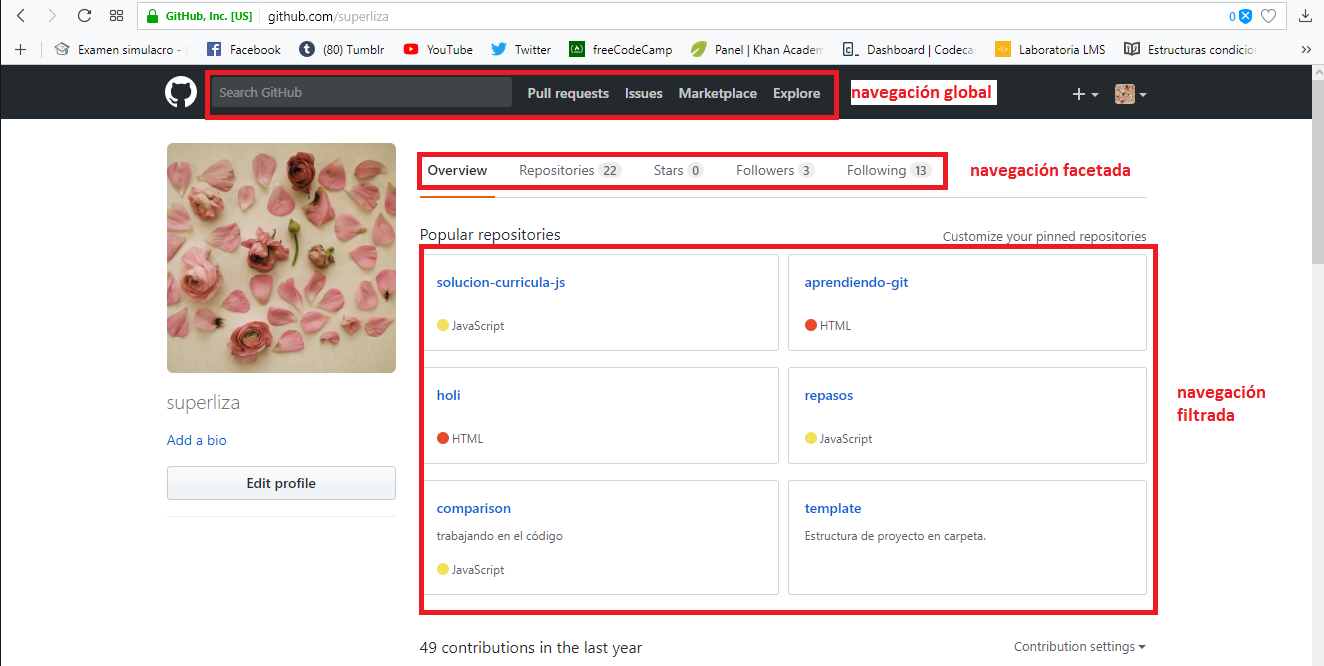 GitHub, Inc. [US] github.com/superliza 0
Examen simulacro - Facebook (80) Tumblr YouTube Twitter freeCodeCamp Panel | Khan Academ Dashboard | Codeca Laboratoria LMS Estructuras condicio
Search GitHub Pull requests Issues Marketplace Explore navegación global
Overview Repositories 22 Stars 0 Followers 3 Following 13 navegación facetada
Popular repositories Customize your pinned repositories
solucion-curricula-js
JavaScript
aprendiendo-git
HTML
holi
HTML
repasos
JavaScript
comparison
trabajando en el código
JavaScript
template
Estructura de proyecto en carpeta.
navegación
filtrada
superliza
Add a bio
Edit profile
49 contributions in the last year Contribution settings